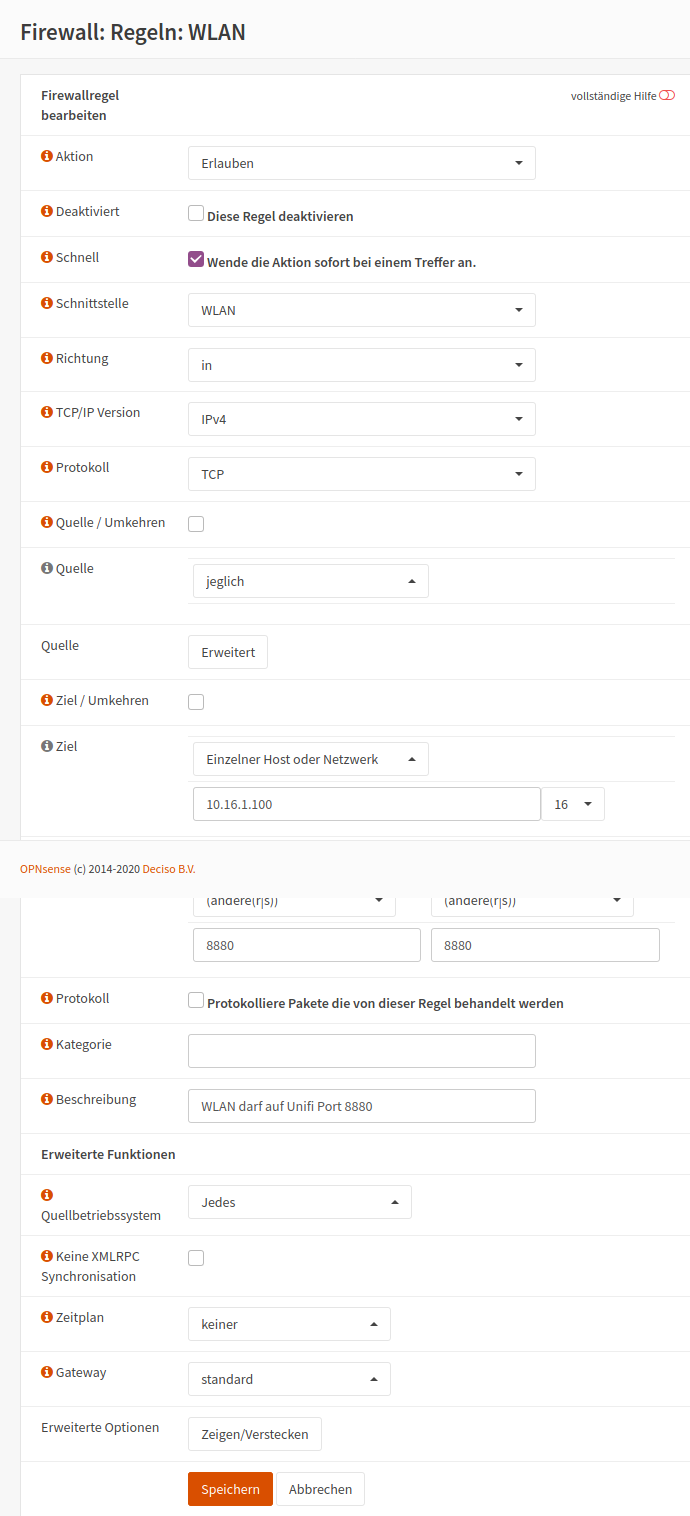 Firewall: Regeln: WLAN
Firewallregel
bearbeiten
vollständige Hilfe
Aktion
Erlauben
Deaktiviert
Diese Regel deaktivieren
Schnell
Wende die Aktion sofort bei einem Treffer an.
Schnittstelle
WLAN
Richtung
in
TCP/IP Version
IPv4
Protokoll
TCP
Quelle / Umkehren
Quelle
jeglich
Quelle
Erweitert
Ziel / Umkehren
Ziel
Einzelner Host oder Netzwerk
10.16.1.100 16
OPNsense (c) 2014-2020 Deciso B.V.
(andere(r|s)) (andere(r|s))
8880 8880
Protokoll
Protokolliere Pakete die von dieser Regel behandelt werden
Kategorie
Beschreibung
WLAN darf auf Unifi Port 8880
Erweiterte Funktionen
Quellbetriebssystem
Jedes
Keine XMLRPC
Synchronisation
Zeitplan
keiner
Gateway
standard
Erweiterte Optionen
Zeigen/Verstecken
Speichern Abbrechen